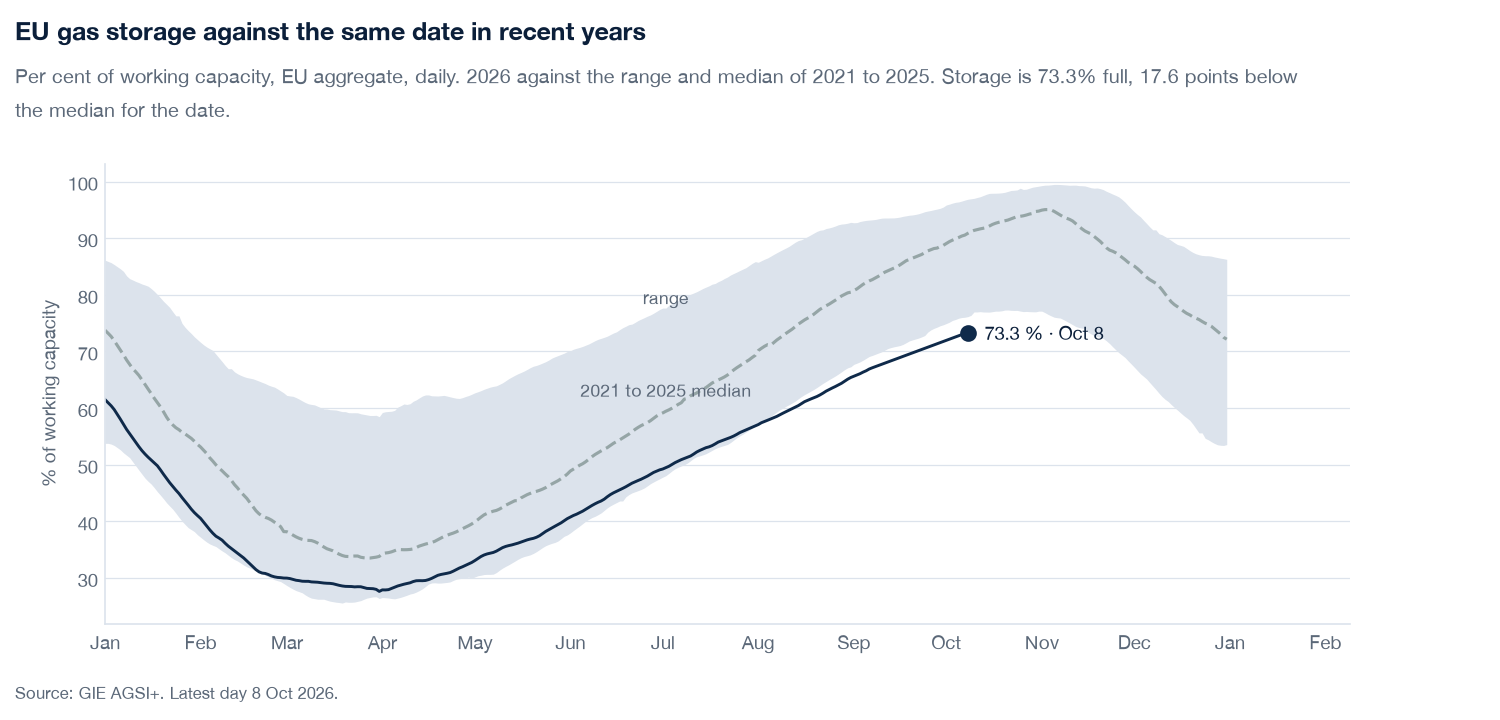 EU gas storage against the same date in recent years
Per cent of working capacity, EU aggregate, daily. 2026 against the range and median of 2021 to 2025. Storage is 73.3% full, 17.6 points below
the median for the date.
% of working capacity
100
90
80
70
60
50
40
30
range
2021 to 2025 median
73.3 % · Oct 8
Jan Feb Mar Apr May Jun Jul Aug Sep Oct Nov Dec Jan Feb
Source: GIE AGSI+. Latest day 8 Oct 2026.